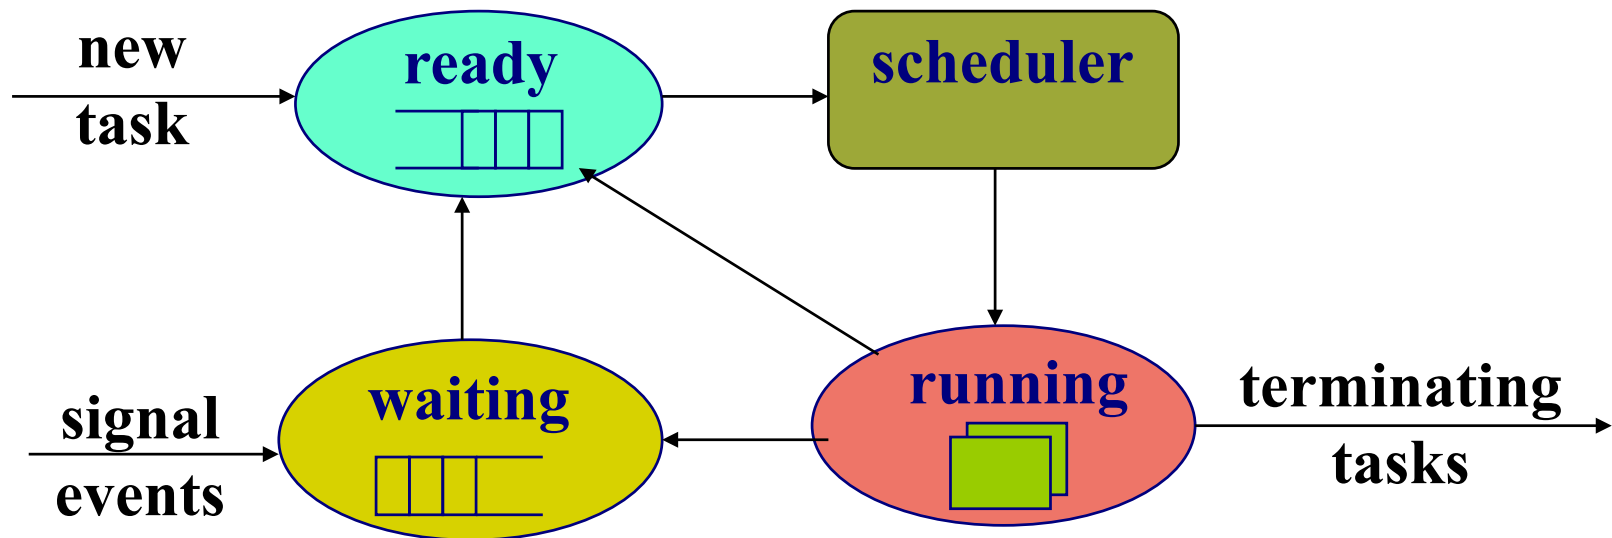 new
task
ready
scheduler
signal
events
waiting
running
terminating
tasks